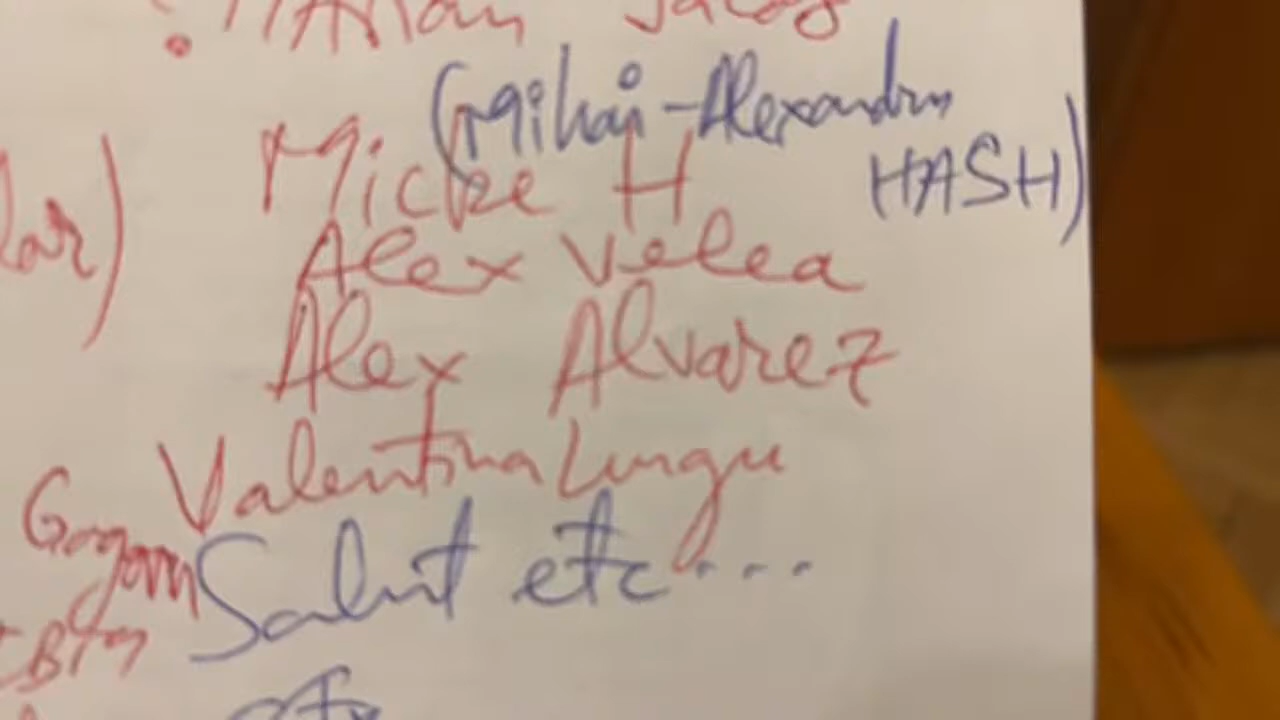 (Mihai-Alexandru
HASH)
Micke H
Alex Velea
Alex Alvarez
Valentina Lungu
Salut etc...